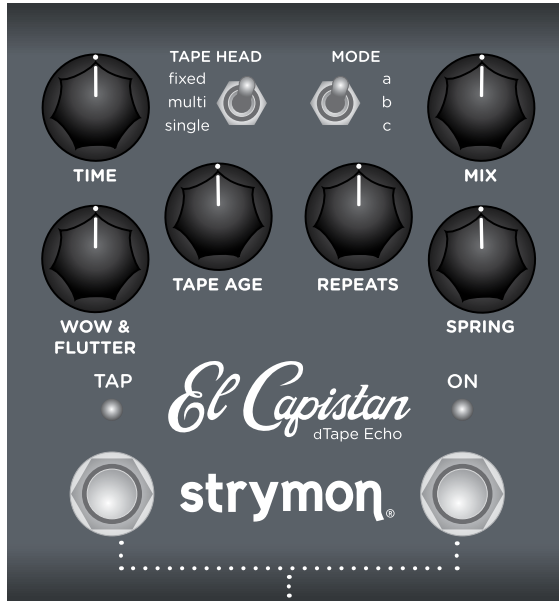 TAPE HEAD
MODE
fixed
multi
single
a
b
c
TIME
MIX
TAPE AGE
REPEATS
WOW &
FLUTTER
SPRING
TAP
ON
El Capistan
dTape Echo
strymon®